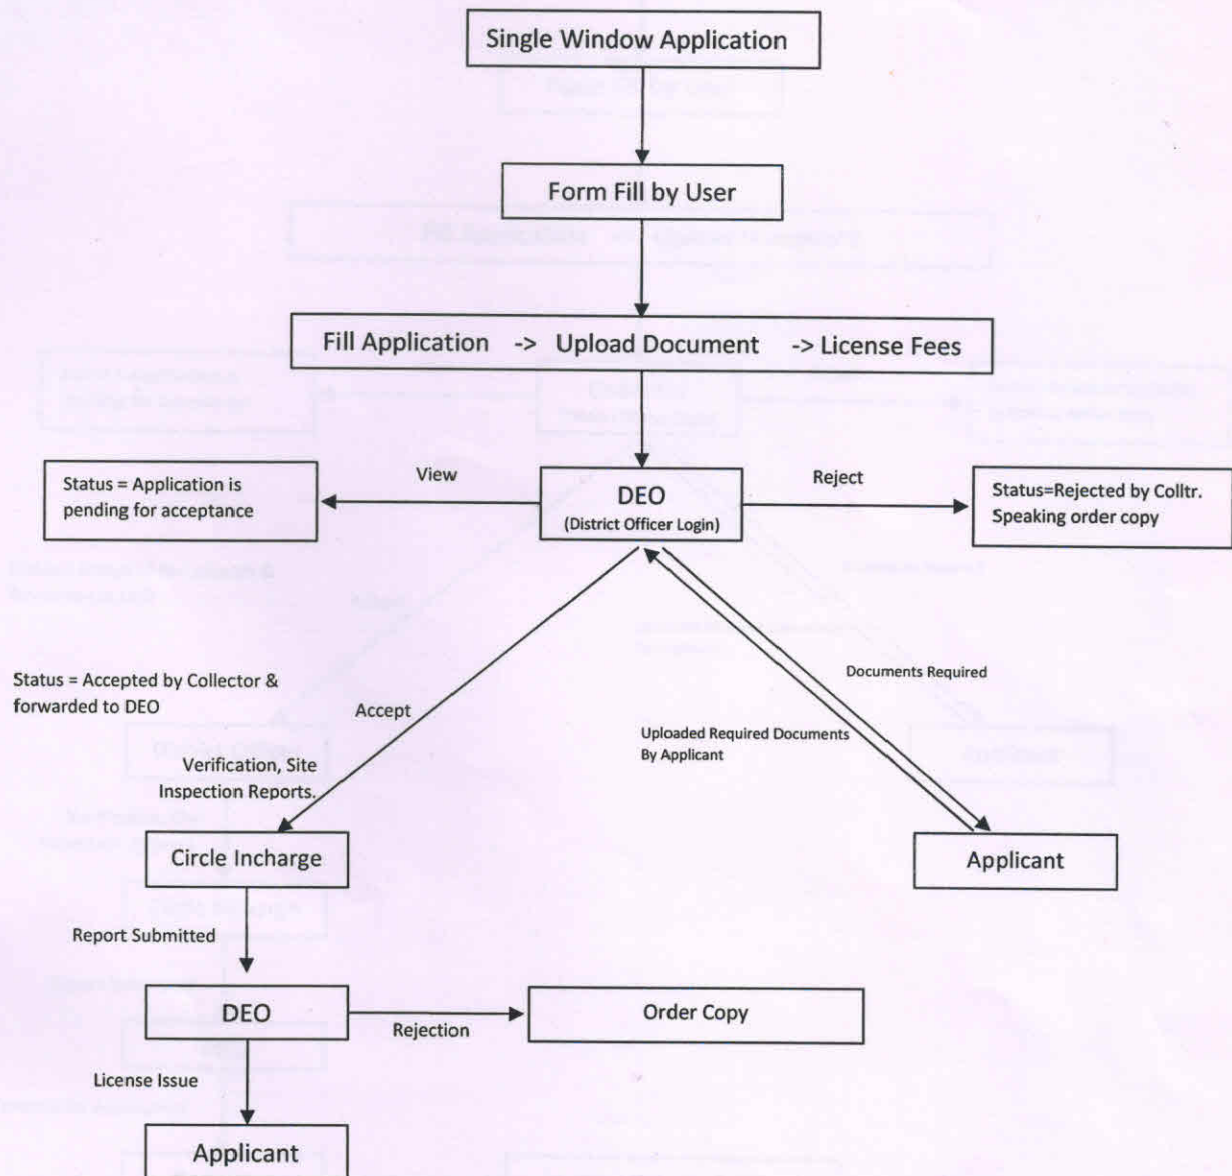 Single Window Application
Form Fill by User
Fill Application -> Upload Document -> License Fees
Status = Application is
pending for acceptance
View
DEO
(District Officer Login)
Reject
Status=Rejected by Colltr.
Speaking order copy
Status = Accepted by Collector &
forwarded to DEO
Accept
Documents Required
Uploaded Required Documents
By Applicant
Verification, Site
Inspection Reports.
Circle Incharge
Applicant
Report Submitted
DEO
Rejection
Order Copy
License Issue
Applicant